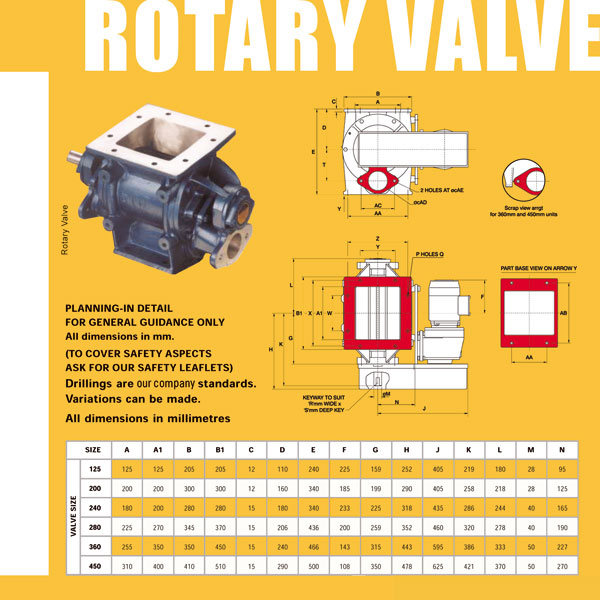 ROTARY VALVE
Rotary Valve
PLANNING-IN DETAIL
FOR GENERAL GUIDANCE ONLY
All dimensions in mm.
(TO COVER SAFETY ASPECTS
ASK FOR OUR SAFETY LEAFLETS)
Drillings are our company standards.
Variations can be made.
All dimensions in millimetres
B
C
A
D
E
T
Y
2 HOLES AT øcAE
øcAD
AC
AA
Scrap view arrgt
for 360mm and 450mm units
Z
Y
P HOLES Q
L
B1
X
A1
W
H
K
G
F
PART BASE VIEW ON ARROW Y
AB
AA
KEYWAY TO SUIT
'R'mm WIDE x
'S'mm DEEP KEY
øM
N
J
VALVE SIZE
SIZE A A1 B B1 C D E F G H J K L M N
125 125 125 205 205 12 110 240 225 159 252 405 219 180 28 95
200 200 200 300 300 12 160 340 185 199 290 405 258 218 28 125
240 180 200 280 280 15 180 340 233 225 318 435 286 244 40 165
280 225 270 345 370 15 206 436 200 259 352 460 320 278 40 190
360 255 350 350 450 15 240 466 143 315 443 595 386 333 50 227
450 310 400 410 510 15 290 500 108 350 478 625 421 370 50 270